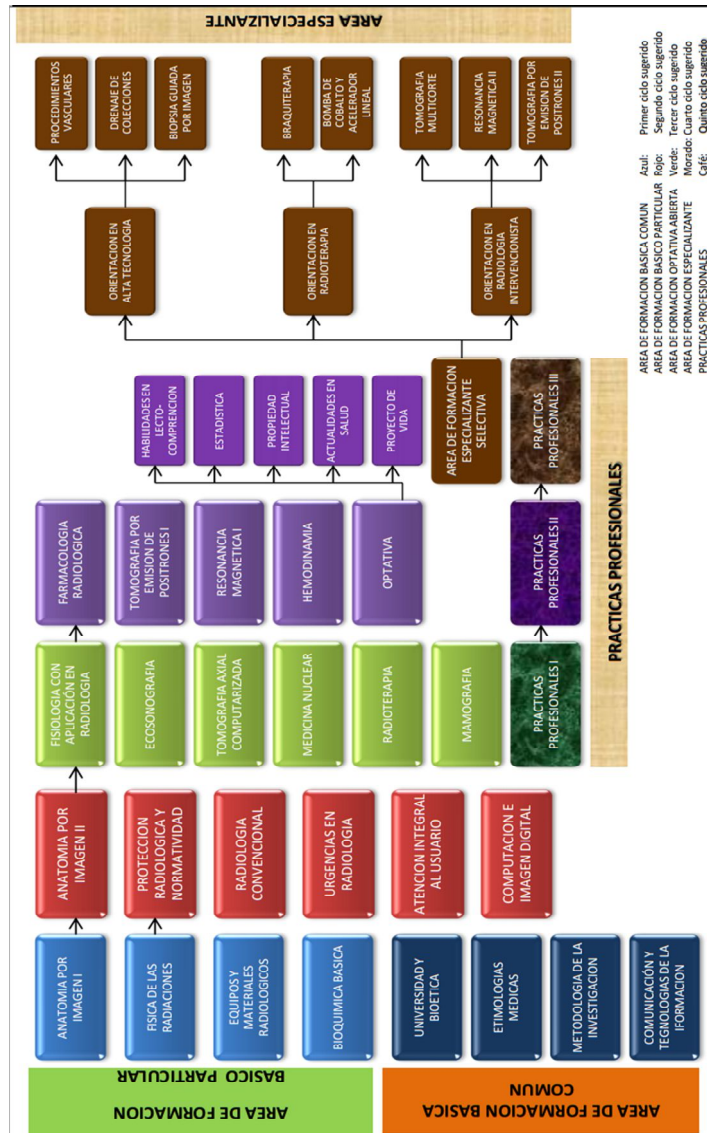 AREA DE FORMACION
BASICO PARTICULAR
AREA DE FORMACION BASICA
COMUN
ANATOMIA POR
IMAGEN I
FISICA DE LAS
RADIACIONES
EQUIPOS Y
MATERIALES
RADIOLOGICOS
BIOQUIMICA BASICA
UNIVERSIDAD Y
BIOETICA
ETIMOLOGIAS
MEDICAS
METODOLOGIA DE LA
INVESTIGACION
COMUNICACIÓN Y
TECNOLOGIAS DE LA
IFORMACION
ANATOMIA POR
IMAGEN II
PROTECCION
RADIOLOGICA Y
NORMATIVIDAD
RADIOLOGIA
CONVENCIONAL
URGENCIAS EN
RADIOLOGIA
ATENCION INTEGRAL
AL USUARIO
COMPUTACION E
IMAGEN DIGITAL
FISIOLOGIA CON
APLICACIÓN EN
RADIOLOGIA
ECOSONOGRAFIA
TOMOGRAFIA AXIAL
COMPUTARIZADA
MEDICINA NUCLEAR
RADIOTERAPIA
MAMOGRAFIA
PRACTICAS
PROFESIONALES I
FARMACOLOGIA
RADIOLOGICA
TOMOGRAFIA POR
EMISION DE
POSITRONES I
RESONANCIA
MAGNETICA I
HEMODINAMIA
OPTATIVA
PRACTICAS
PROFESIONALES II
HABILIDADES EN
LECTO-
COMPRENCION
ESTADISTICA
PROPIEDAD
INTELECTUAL
ACTUALIDADES EN
SALUD
PROYECTO DE
VIDA
AREA DE FORMACION
ESPECIALIZANTE
SELECTIVA
PRACTICAS
PROFESIONALES III
PRACTICAS PROFESIONALES
ORIENTACION EN
ALTA TECNOLOGIA
ORIENTACION EN
RADIOTERAPIA
ORIENTACION EN
RADIOLOGIA
INTERVENCIONISTA
PROCEDIMIENTOS
VASCULARES
DRENAJE DE
COLECCIONES
BIOPSIA GUIADA
POR IMAGEN
BRAQUITERAPIA
BOMBA DE
COBALTO Y
ACELERADOR
LINEAL
TOMOGRAFIA
MULTICORTE
RESONANCIA
MAGNETICA II
TOMOGRAFIA POR
EMISION DE
POSITRONES II
AREA ESPECIALIZANTE
AREA DE FORMACION BASICA COMUN Azul: Primer ciclo sugerido
AREA DE FORMACION BASICO PARTICULAR Rojo: Segundo ciclo sugerido
AREA DE FORMACION OPTATIVA ABIERTA Verde: Tercer ciclo sugerido
AREA DE FORMACION ESPECIALIZANTE Morado: Cuarto ciclo sugerido
PRACTICAS PROFESIONALES Café: Quinto ciclo sugerido